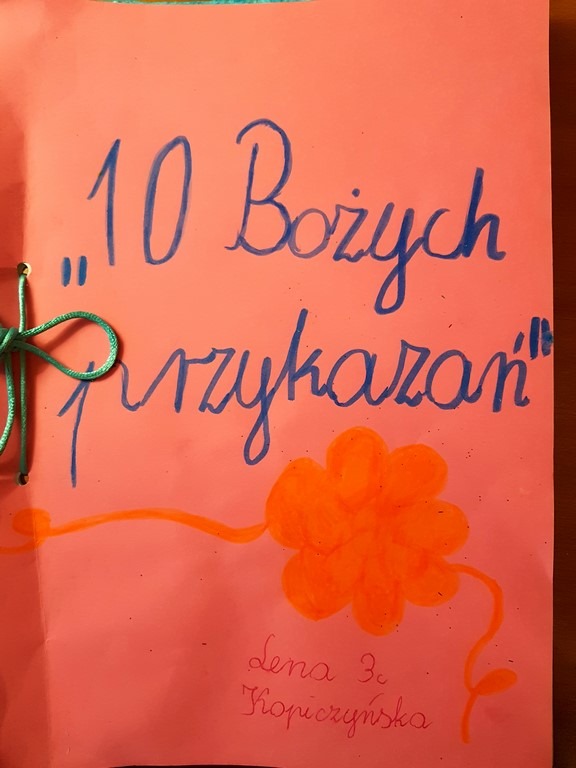 „10 Bożych
przykazań"
Lena 3c
Kopiczyńska